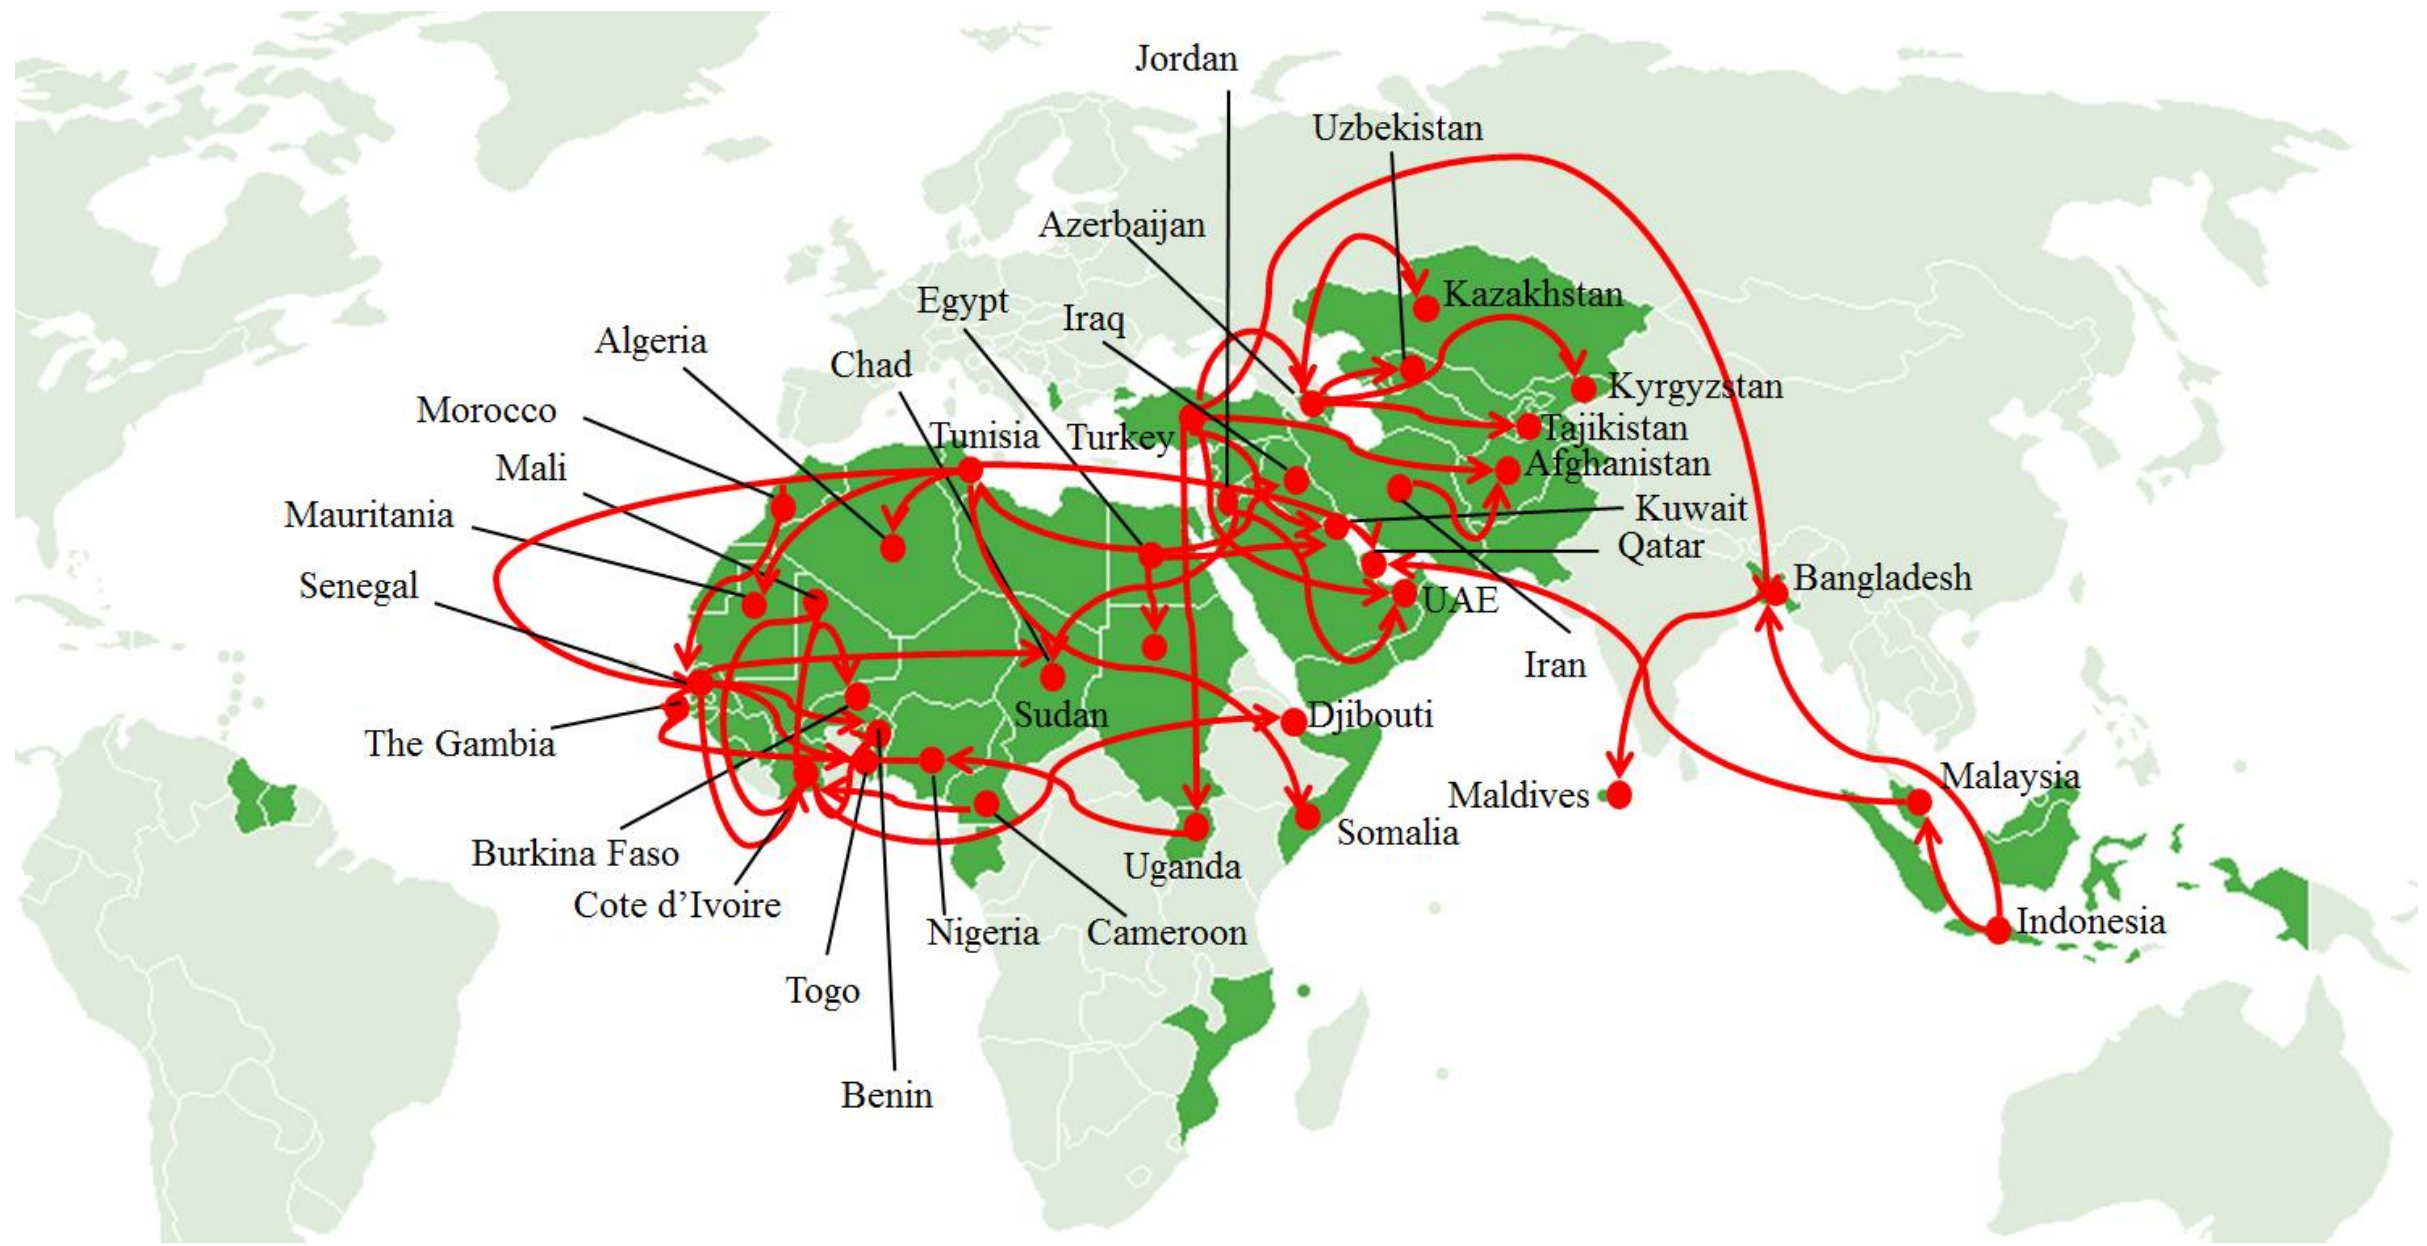 Jordan
Uzbekistan
Azerbaijan
Egypt
Iraq
Kazakhstan
Algeria
Chad
Kyrgyzstan
Morocco
Tunisia
Turkey
Tajikistan
Afghanistan
Mali
Mauritania
Kuwait
Qatar
Senegal
Bangladesh
UAE
Iran
The Gambia
Sudan
Djibouti
Malaysia
Maldives
Somalia
Burkina Faso
Uganda
Cote d’Ivoire
Nigeria
Cameroon
Indonesia
Togo
Benin